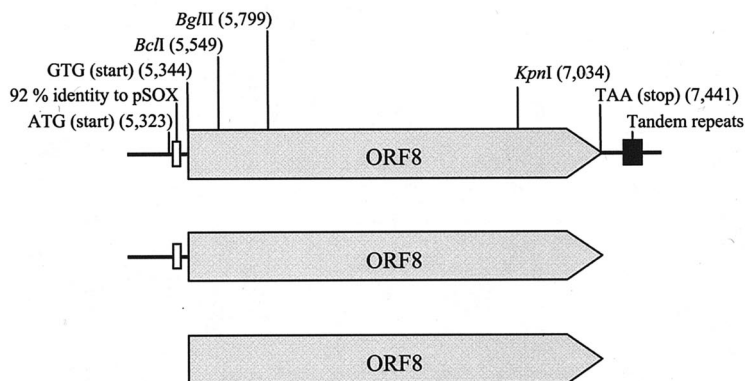 BglII (5,799)
BclI (5,549)
GTG (start) (5,344)
KpnI (7,034)
92 % identity to pSOX
TAA (stop) (7,441)
ATG (start) (5,323)
Tandem repeats
ORF8
ORF8
ORF8